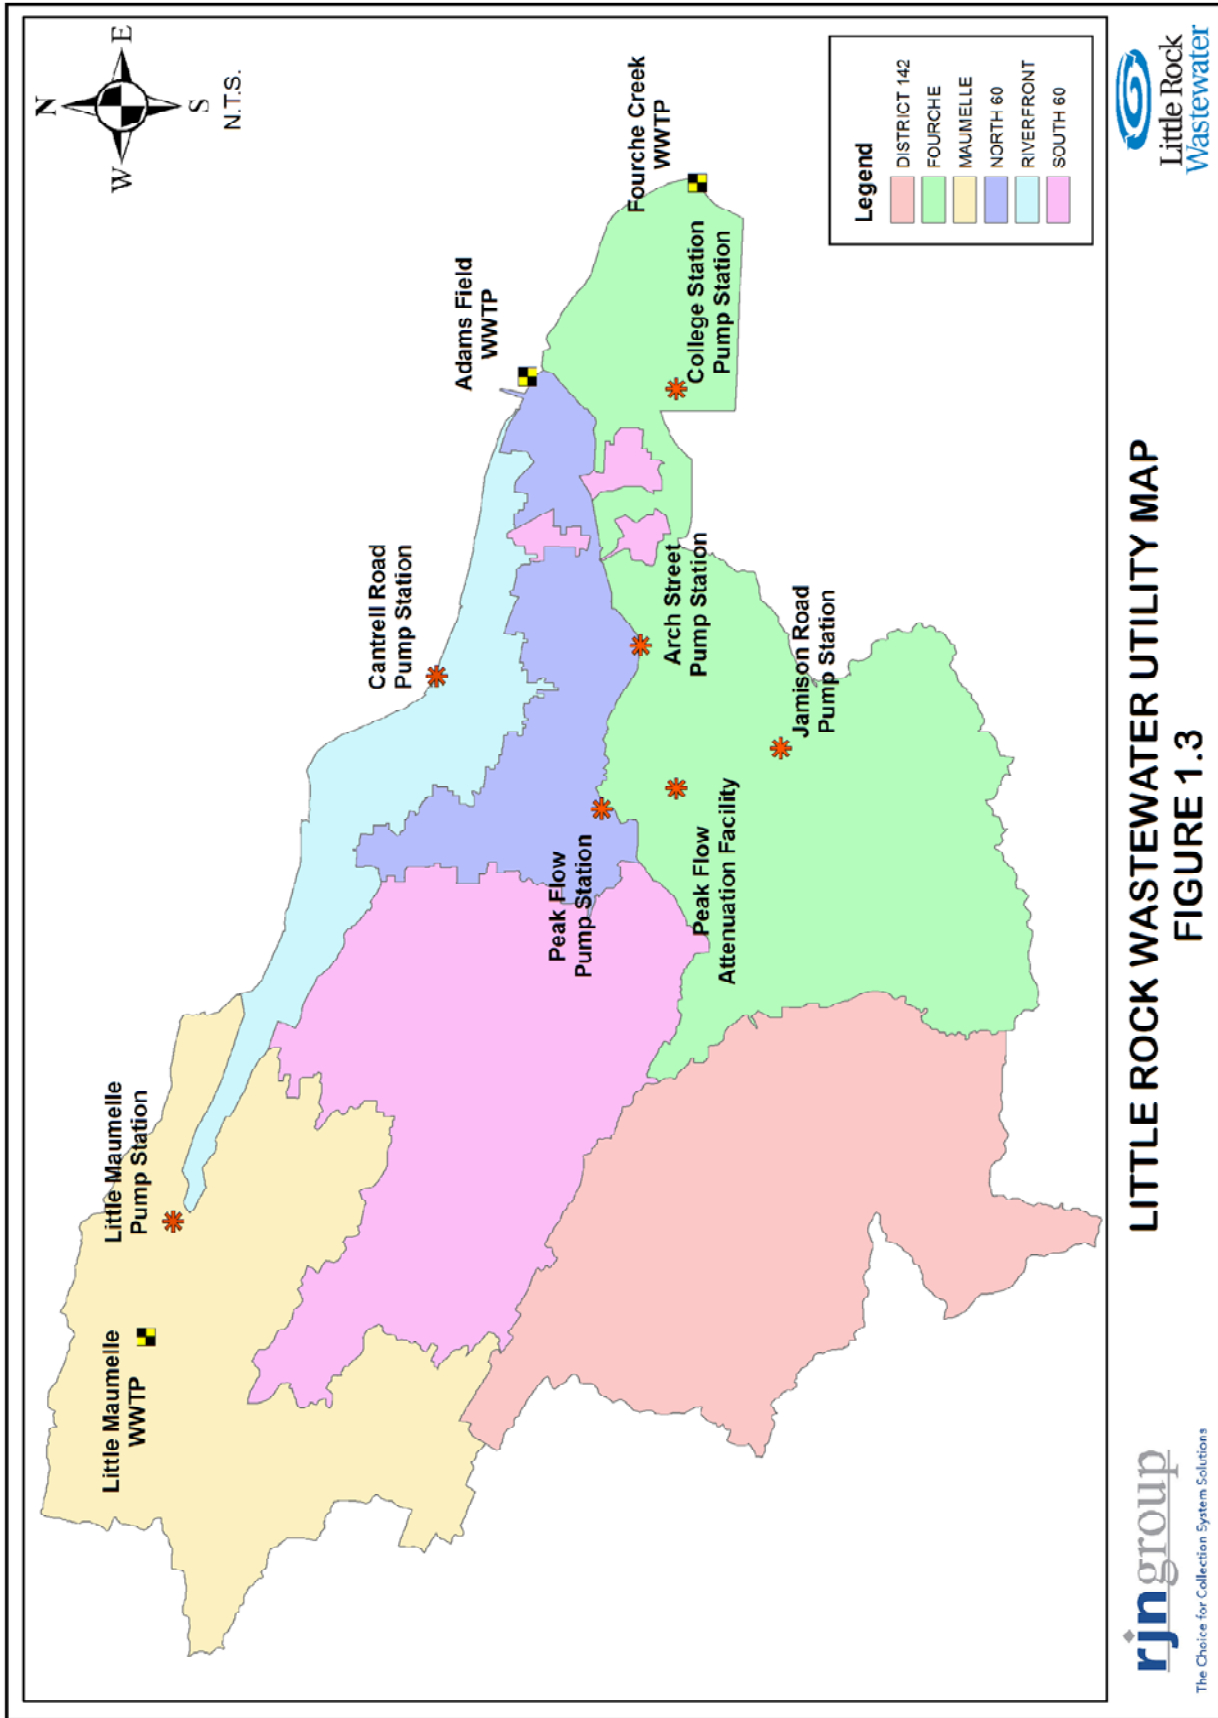 N
W
E
S
N.T.S.
Little Maumelle
WWTP
Little Maumelle
Pump Station
Cantrell Road
Pump Station
Adams Field
WWTP
Fourche Creek
WWTP
Peak Flow
Pump Station
Peak Flow
Attenuation Facility
Arch Street
Pump Station
College Station
Pump Station
Jamison Road
Pump Station
Legend
DISTRICT 142
FOURCHE
MAUMELLE
NORTH 60
RIVERFRONT
SOUTH 60
rjngroup
The Choice for Collection System Solutions
LITTLE ROCK WASTEWATER UTILITY MAP
FIGURE 1.3
Little Rock
Wastewater